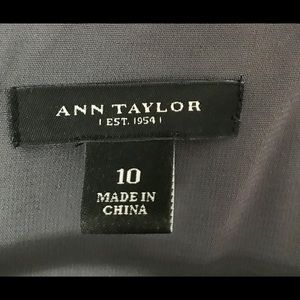 ANN TAYLOR
| EST. 1954 |
10
MADE IN
CHINA